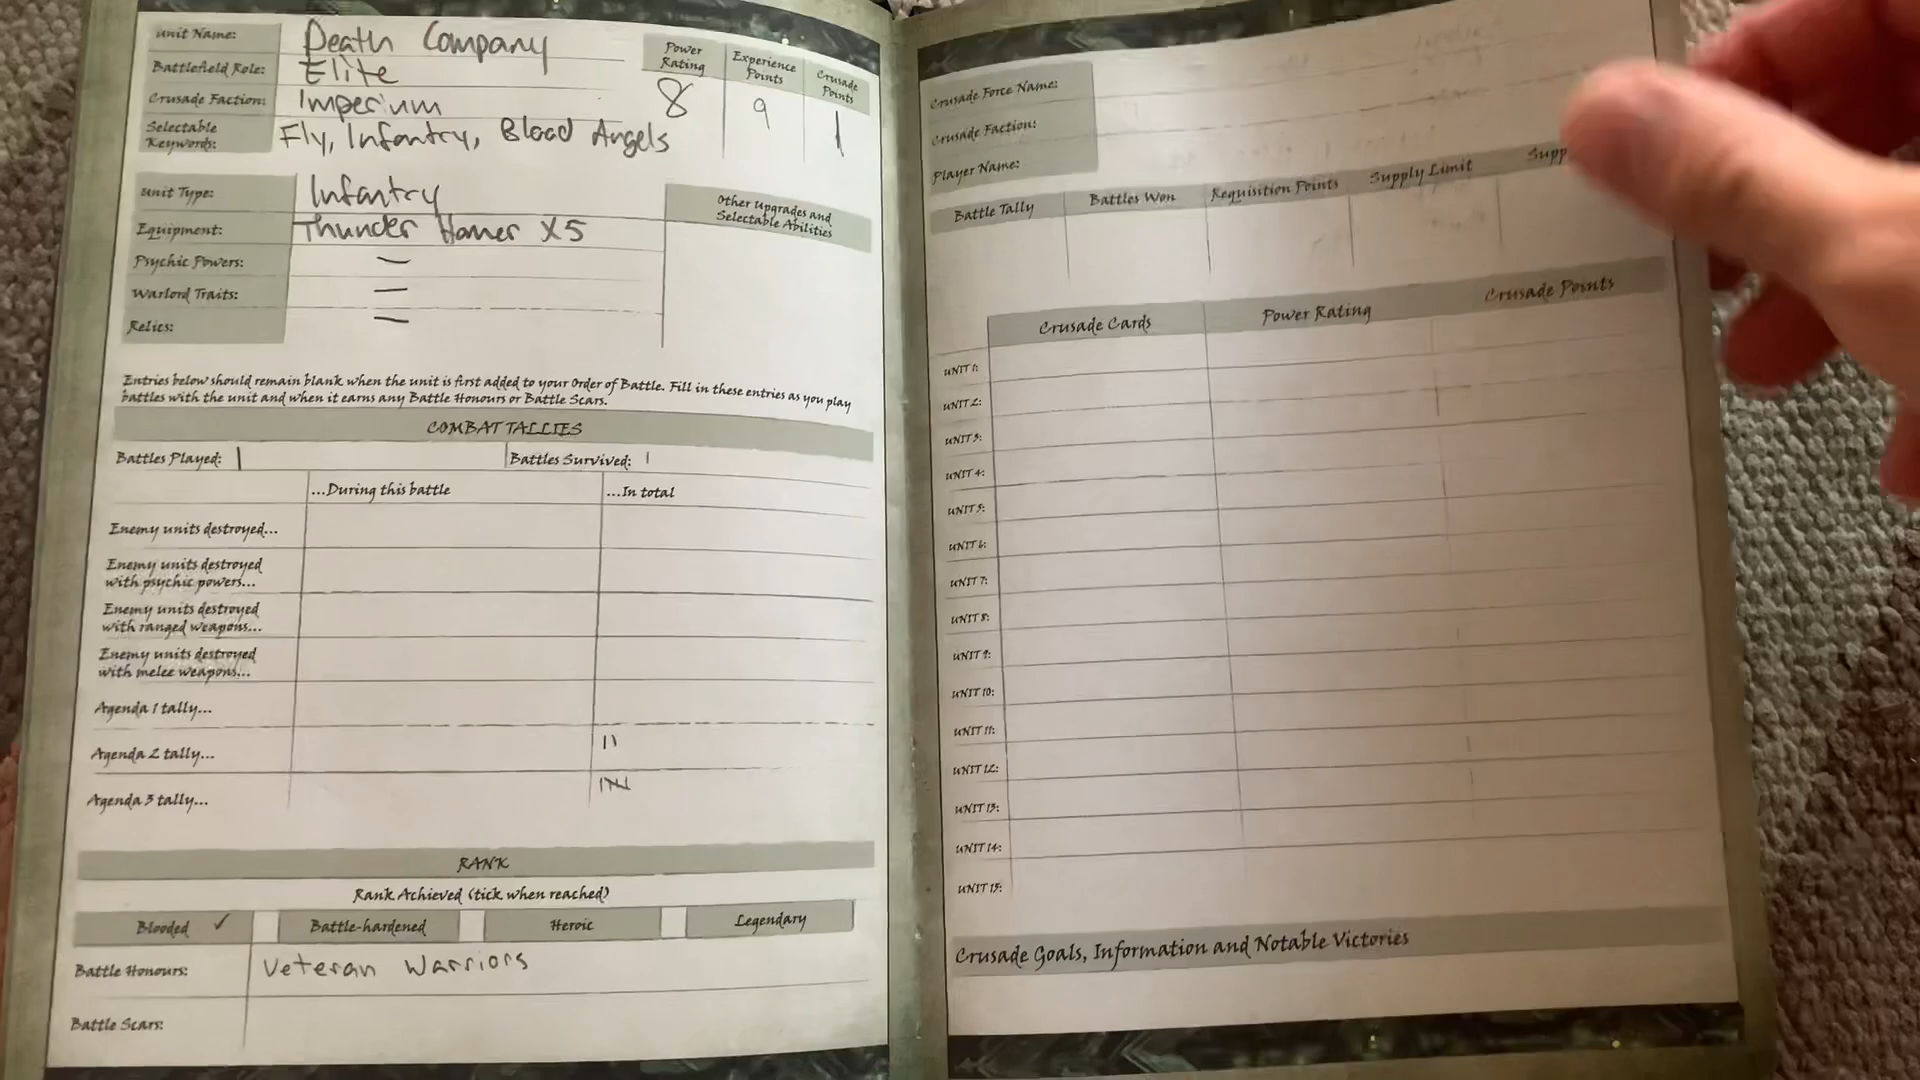 Unit Name: Death Company
Battlefield Role: Elite
Crusade Faction: Imperium
Selectable Keywords: Fly, Infantry, Blood Angels
Power Rating Experience Points Crusade Points
8 9 1
Unit Type: Infantry
Equipment: Thunder Hamer X5
Psychic Powers: —
Warlord Traits: —
Relics: —
Other Upgrades and
Selectable Abilities
Entries below should remain blank when the unit is first added to your Order of Battle. Fill in these entries as you play
battles with the unit and when it earns any Battle Honours or Battle Scars.
COMBAT TALLIES
Battles Played: | Battles Survived: |
...During this battle ...In total
Enemy units destroyed...
Enemy units destroyed
with psychic powers...
Enemy units destroyed
with ranged weapons...
Enemy units destroyed
with melee weapons...
Agenda 1 tally...
Agenda 2 tally... ||
Agenda 3 tally...
RANK
Rank Achieved (tick when reached)
Blooded ✓ Battle-hardened Heroic Legendary
Battle Honours: Veteran Warriors
Battle Scars:
Crusade Force Name:
Crusade Faction:
Player Name:
Battle Tally Battles Won Requisition Points Supply Limit Supp
Crusade Cards Power Rating Crusade Points
UNIT 1:
UNIT 2:
UNIT 3:
UNIT 4:
UNIT 5:
UNIT 6:
UNIT 7:
UNIT 8:
UNIT 9:
UNIT 10:
UNIT 11:
UNIT 12:
UNIT 13:
UNIT 14:
UNIT 15:
Crusade Goals, Information and Notable Victories